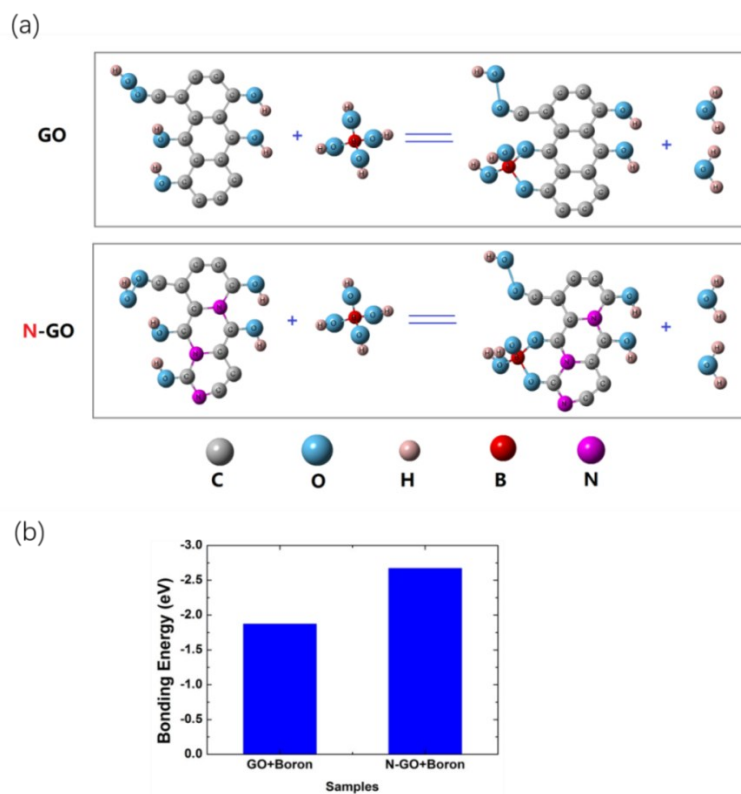 (a)
GO
+
+
N-GO
+
+
C O H B N
(b)
-3.0
-2.5
-2.0
-1.5
-1.0
-0.5
0.0
Bonding Energy (eV)
GO+Boron N-GO+Boron
Samples